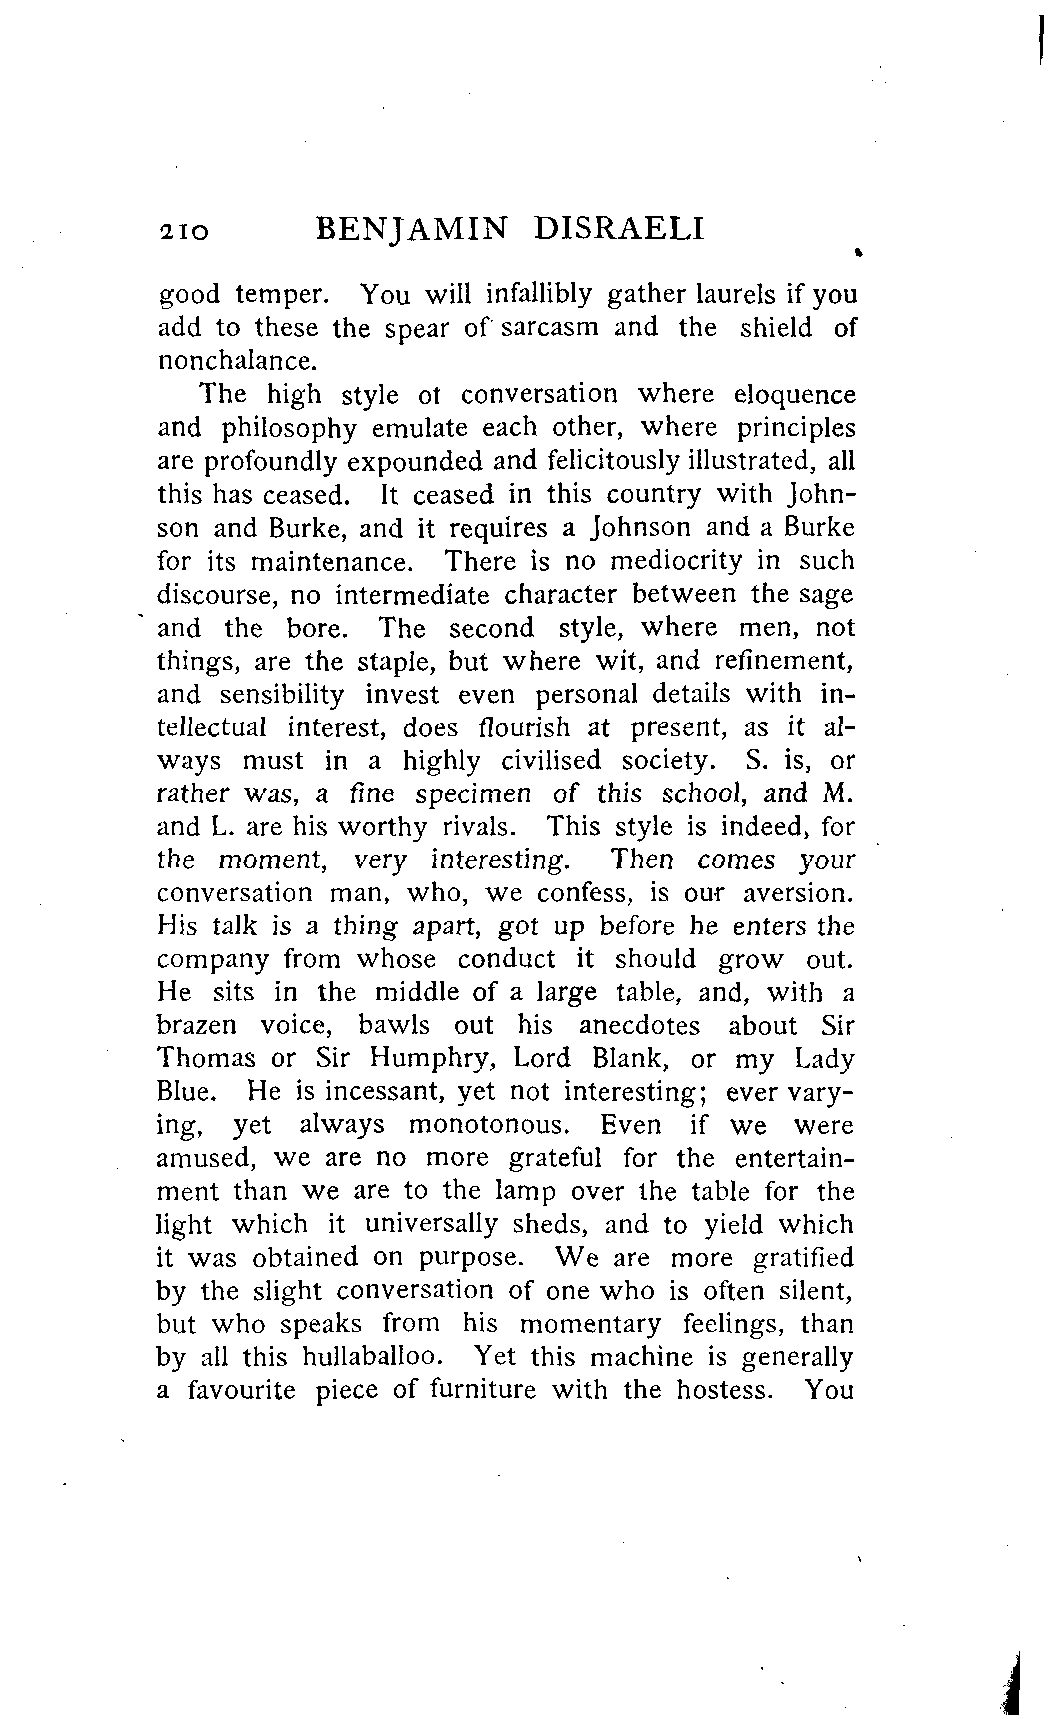 210 BENJAMIN DISRAELI
good temper. You will infallibly gather laurels if you
add to these the spear of sarcasm and the shield of
nonchalance.
The high style ot conversation where eloquence
and philosophy emulate each other, where principles
are profoundly expounded and felicitously illustrated, all
this has ceased. It ceased in this country with John-
son and Burke, and it requires a Johnson and a Burke
for its maintenance. There is no mediocrity in such
discourse, no intermediate character between the sage
and the bore. The second style, where men, not
things, are the staple, but where wit, and refinement,
and sensibility invest even personal details with in-
tellectual interest, does flourish at present, as it al-
ways must in a highly civilised society. S. is, or
rather was, a fine specimen of this school, and M.
and L. are his worthy rivals. This style is indeed, for
the moment, very interesting. Then comes your
conversation man, who, we confess, is our aversion.
His talk is a thing apart, got up before he enters the
company from whose conduct it should grow out.
He sits in the middle of a large table, and, with a
brazen voice, bawls out his anecdotes about Sir
Thomas or Sir Humphry, Lord Blank, or my Lady
Blue. He is incessant, yet not interesting; ever vary-
ing, yet always monotonous. Even if we were
amused, we are no more grateful for the entertain-
ment than we are to the lamp over the table for the
light which it universally sheds, and to yield which
it was obtained on purpose. We are more gratified
by the slight conversation of one who is often silent,
but who speaks from his momentary feelings, than
by all this hullaballoo. Yet this machine is generally
a favourite piece of furniture with the hostess. You